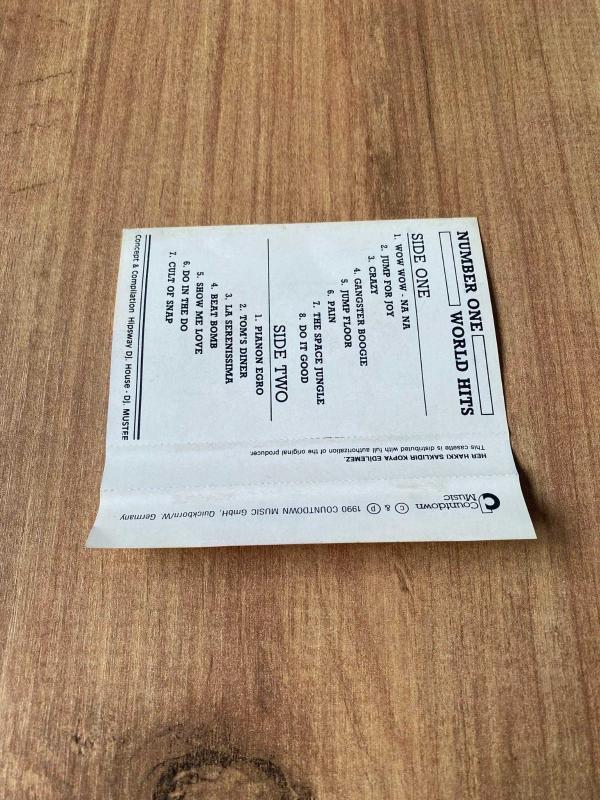 NUMBER ONE
WORLD HITS
SIDE ONE
1. WOW WOW - NA NA
2. JUMP FOR JOY
3. CRAZY
4. GANGSTER BOOGIE
5. JUMP FLOOR
6. PAIN
7. THE SPACE JUNGLE
8. DO IT GOOD
SIDE TWO
1. PIANON EGRO
2. TOM'S DINER
3. LA SERENISSIMA
4. BEAT BOMB
5. SHOW ME LOVE
6. DO IN THE DO
7. CULT OF SNAP
Concept & Compilation Hipsway DJ. House - DJ. MUSTEE
HER HAKKI SAKLIDIR KOPYA EDİLEMEZ.
This casette is distributed with full authorization of the original producer.
Countdown
Music
C & P 1990 COUNTDOWN MUSIC GmbH, Quickborn/W. Germany